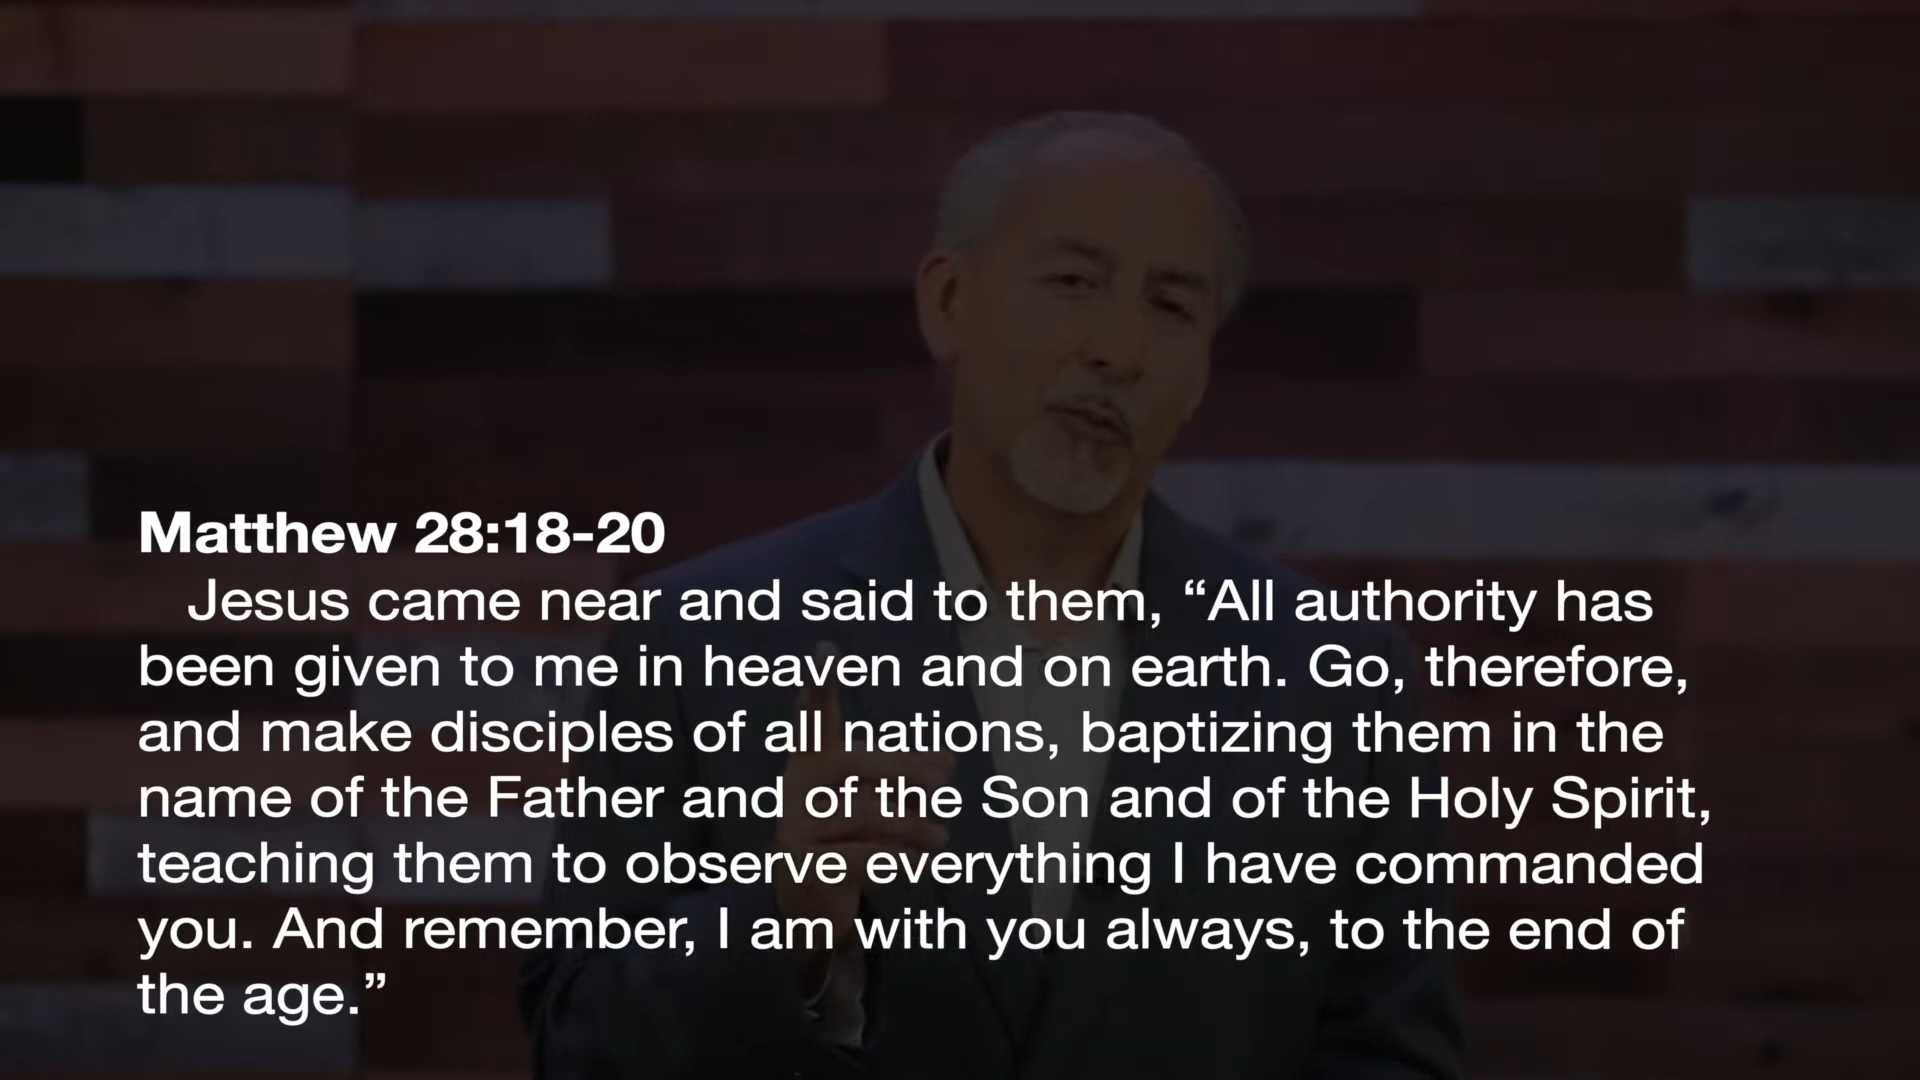 Matthew 28:18-20
Jesus came near and said to them, “All authority has
been given to me in heaven and on earth. Go, therefore,
and make disciples of all nations, baptizing them in the
name of the Father and of the Son and of the Holy Spirit,
teaching them to observe everything I have commanded
you. And remember, I am with you always, to the end of
the age.”